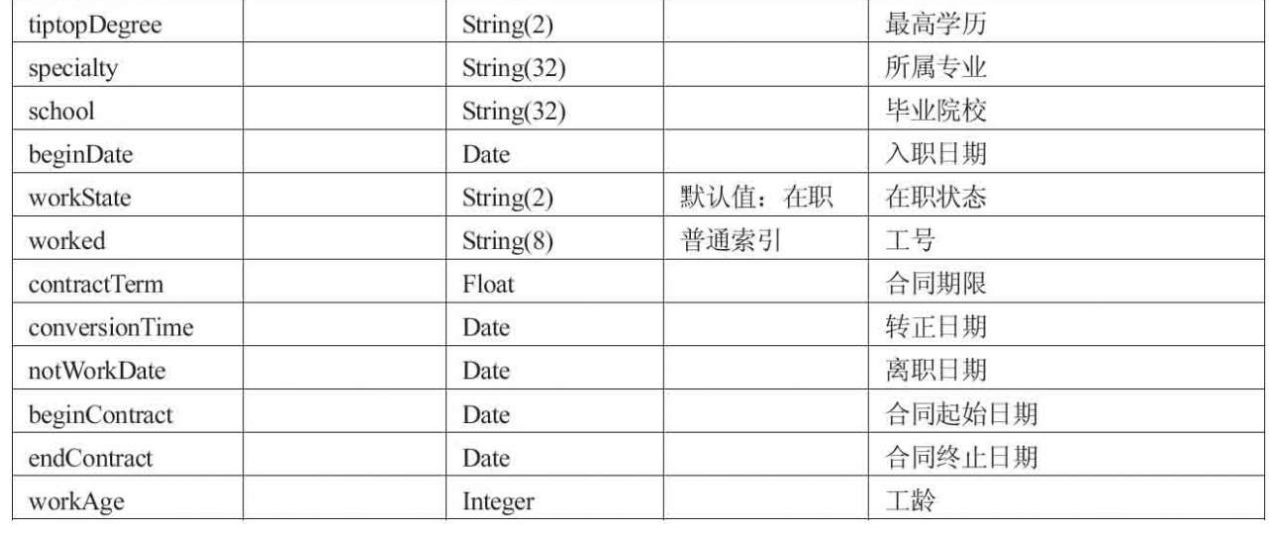 tiptopDegree String(2) 最高学历
specialty String(32) 所属专业
school String(32) 毕业院校
beginDate Date 入职日期
workState String(2) 默认值：在职 在职状态
worked String(8) 普通索引 工号
contractTerm Float 合同期限
conversionTime Date 转正日期
notWorkDate Date 离职日期
beginContract Date 合同起始日期
endContract Date 合同终止日期
workAge Integer 工龄